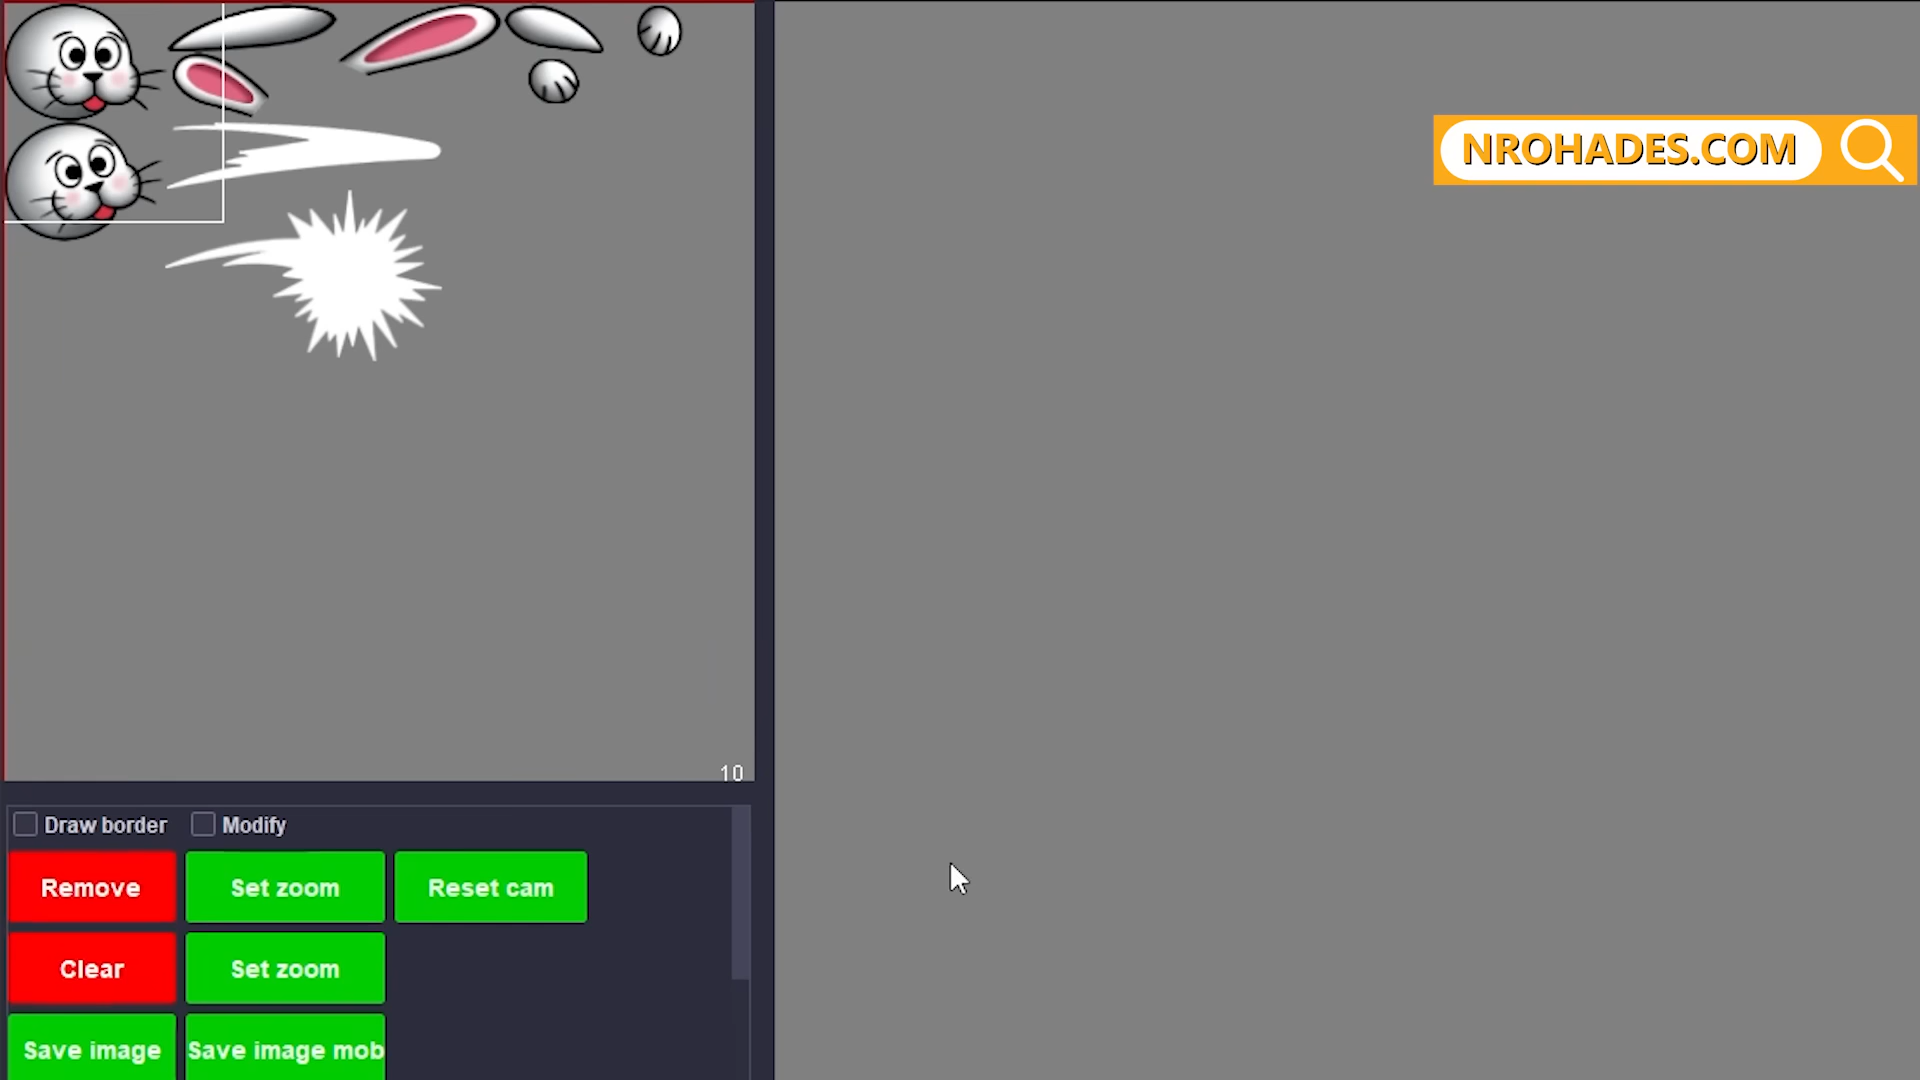 NROHADES.COM
10
Draw border
Modify
Remove
Set zoom
Reset cam
Clear
Set zoom
Save image
Save image mob